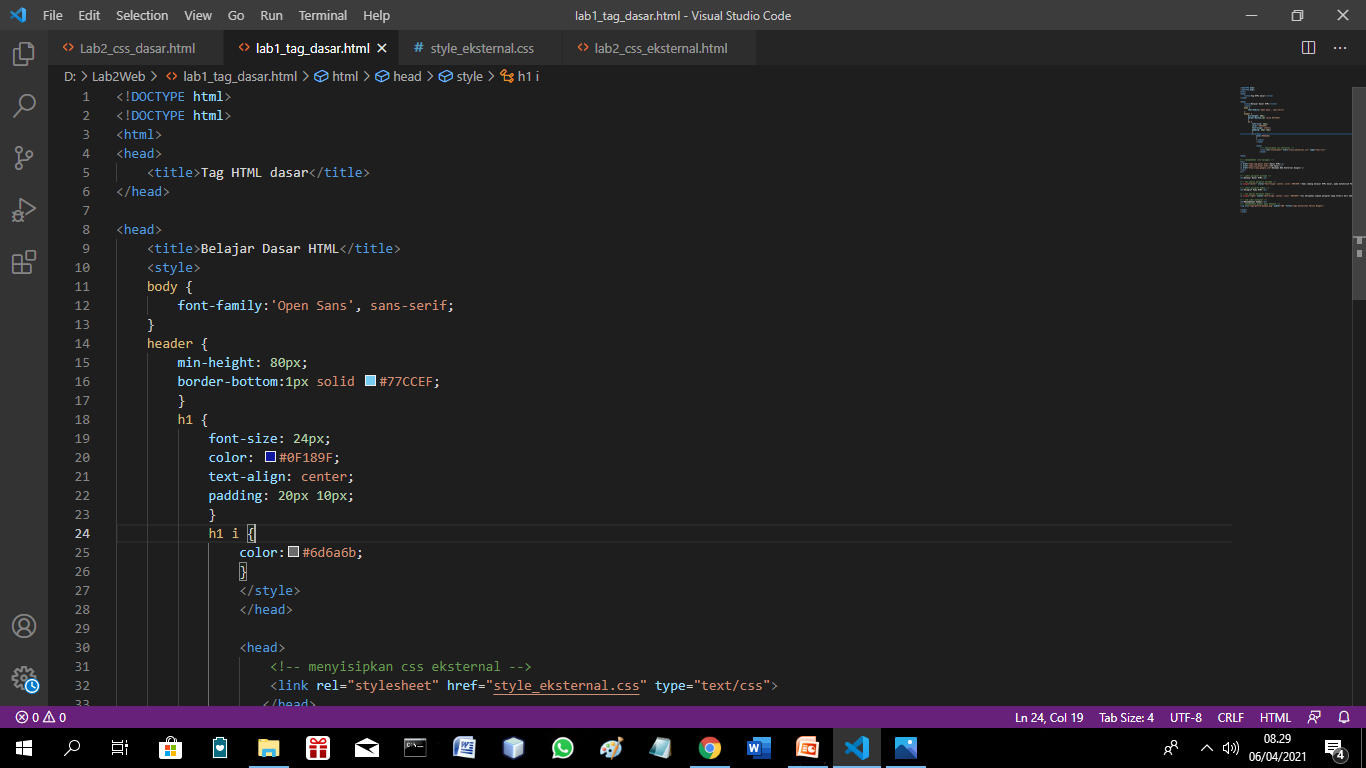 File Edit Selection View Go Run Terminal Help lab1_tag_dasar.html - Visual Studio Code
Lab2_css_dasar.html lab1_tag_dasar.html style_eksternal.css lab2_css_eksternal.html
D: > Lab2Web > lab1_tag_dasar.html > html > head > style > h1 i
1 <!DOCTYPE html>
2 <!DOCTYPE html>
3 <html>
4 <head>
5 <title>Tag HTML dasar</title>
6 </head>
7
8 <head>
9 <title>Belajar Dasar HTML</title>
10 <style>
11 body {
12 font-family:'Open Sans', sans-serif;
13 }
14 header {
15 min-height: 80px;
16 border-bottom:1px solid #77CCEF;
17 }
18 h1 {
19 font-size: 24px;
20 color: #0F189F;
21 text-align: center;
22 padding: 20px 10px;
23 }
24 h1 i {
25 color: #6d6a6b;
26 }
27 </style>
28 </head>
29
30 <head>
31 <!-- menyisipkan css eksternal -->
32 <link rel="stylesheet" href="style_eksternal.css" type="text/css">
33 </head>
0 0 Ln 24, Col 19 Tab Size: 4 UTF-8 CRLF HTML
08.29
06/04/2021
4